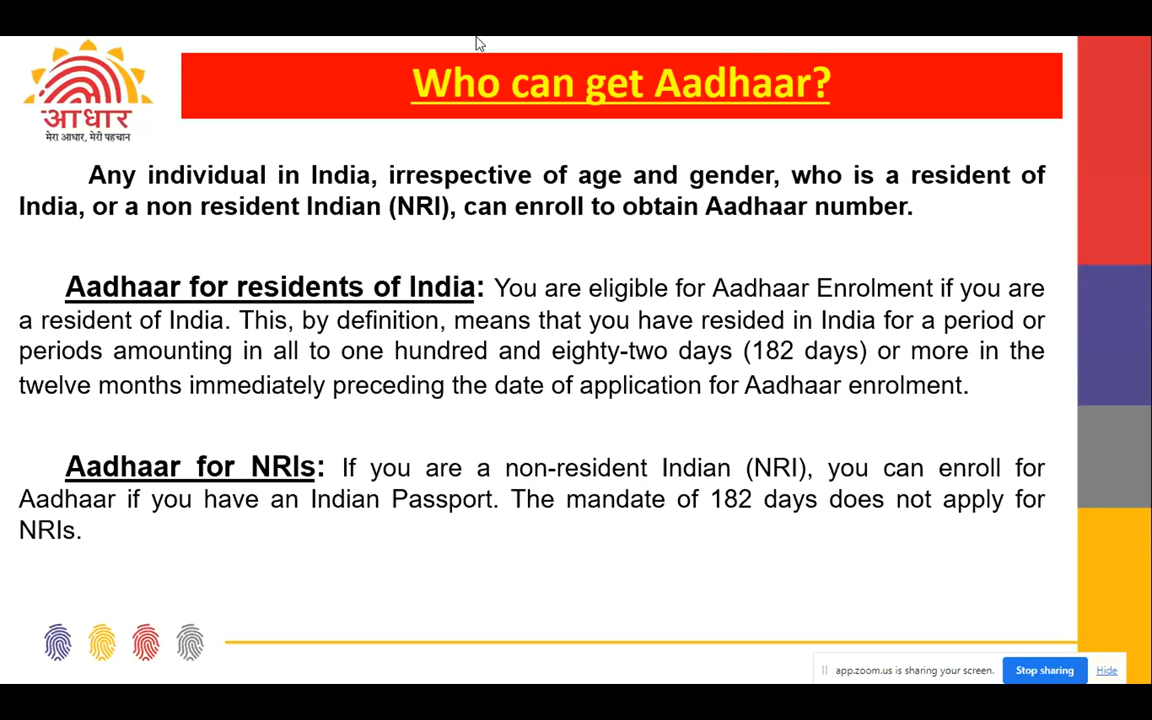 आधार
मेरा आधार, मेरी पहचान
Who can get Aadhaar?
Any individual in India, irrespective of age and gender, who is a resident of
India, or a non resident Indian (NRI), can enroll to obtain Aadhaar number.
Aadhaar for residents of India: You are eligible for Aadhaar Enrolment if you are
a resident of India. This, by definition, means that you have resided in India for a period or
periods amounting in all to one hundred and eighty-two days (182 days) or more in the
twelve months immediately preceding the date of application for Aadhaar enrolment.
Aadhaar for NRIs: If you are a non-resident Indian (NRI), you can enroll for
Aadhaar if you have an Indian Passport. The mandate of 182 days does not apply for
NRIs.
app.zoom.us is sharing your screen. Stop sharing Hide